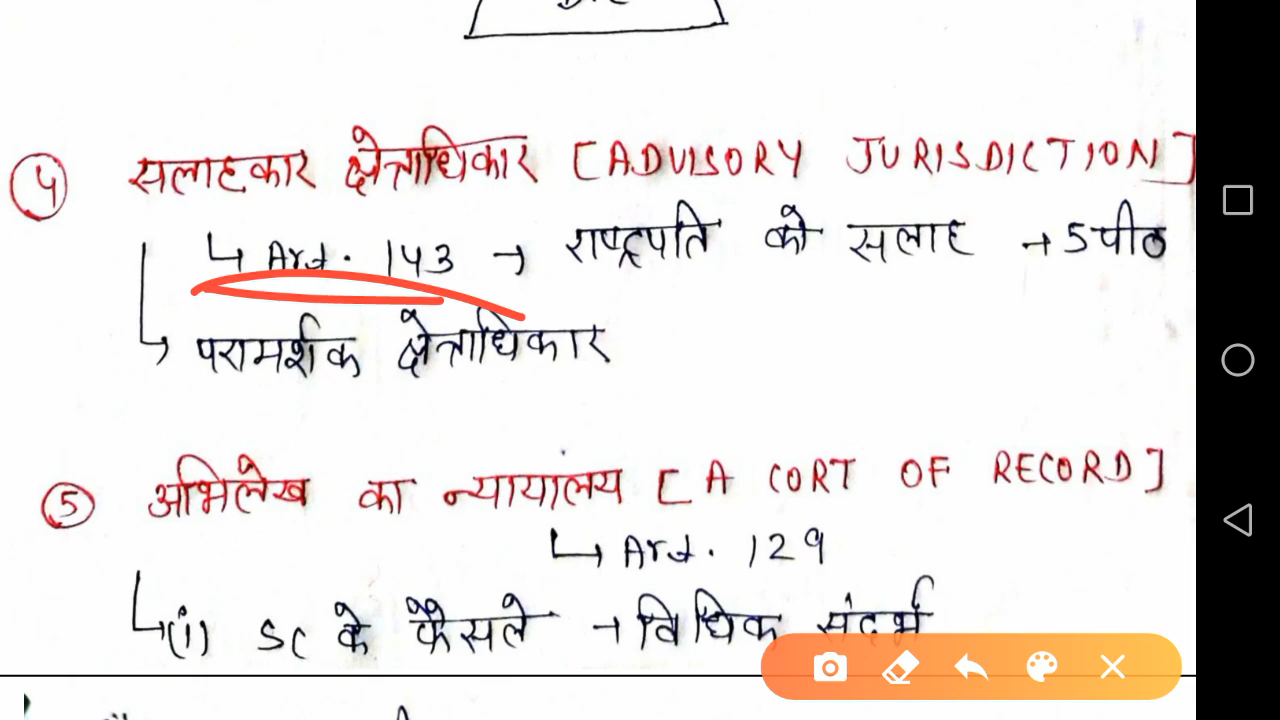 ④ सलाहकार क्षेत्राधिकार [ADVISORY JURISDICTION]
↳ Art. 143 → राष्ट्रपति को सलाह → 5 पीठ
↳ परामर्शक क्षेत्राधिकार
⑤ अभिलेख का न्यायालय [A CORT OF RECORD]
↳ Art. 129
↳ (i) SC के फैसले → विधिक संदर्भ